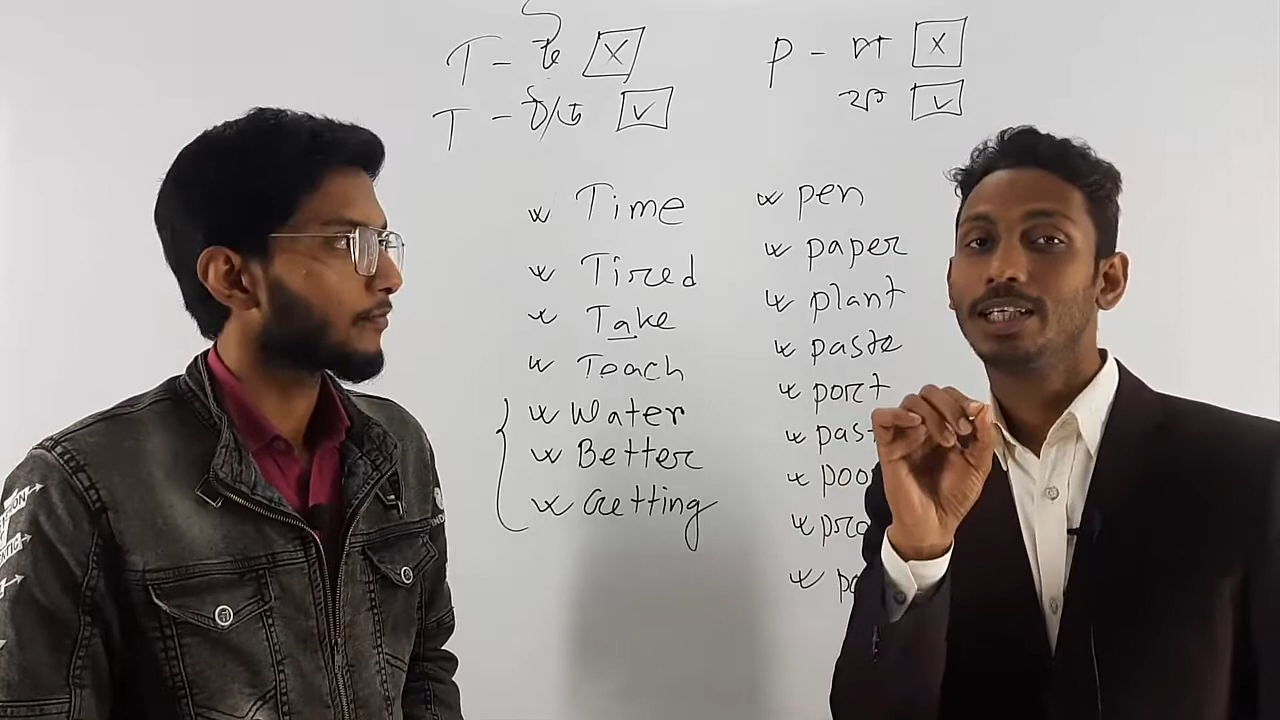 T - ট X
T -
Time
Tired
Take
Teach
Water
Better
Getting
P - প X
ফ
pen
paper
plant
paste
port